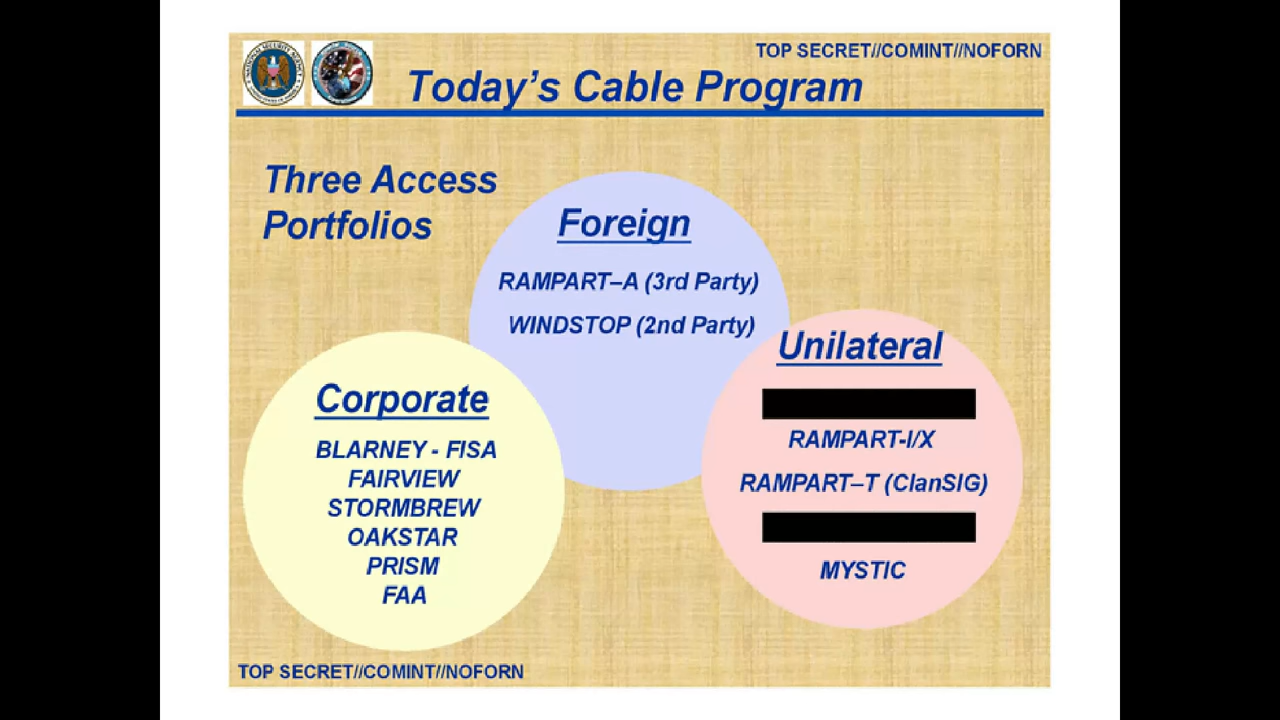 TOP SECRET//COMINT//NOFORN
Today's Cable Program
Three Access
Portfolios
Foreign
RAMPART–A (3rd Party)
WINDSTOP (2nd Party)
Unilateral
RAMPART-I/X
RAMPART–T (ClanSIG)
MYSTIC
Corporate
BLARNEY - FISA
FAIRVIEW
STORMBREW
OAKSTAR
PRISM
FAA
TOP SECRET//COMINT//NOFORN